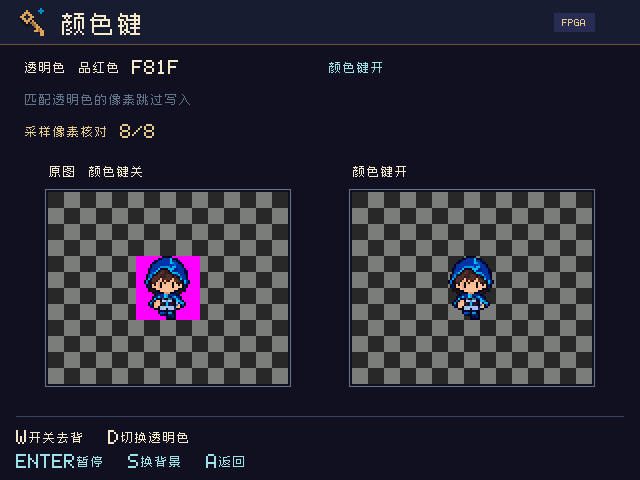 颜色键 FPGA
透明色 品红色 F81F 颜色键开
匹配透明色的像素跳过写入
采样像素核对 8/8
原图 颜色键关 颜色键开
W开关去背 D切换透明色
ENTER暂停 S换背景 A返回